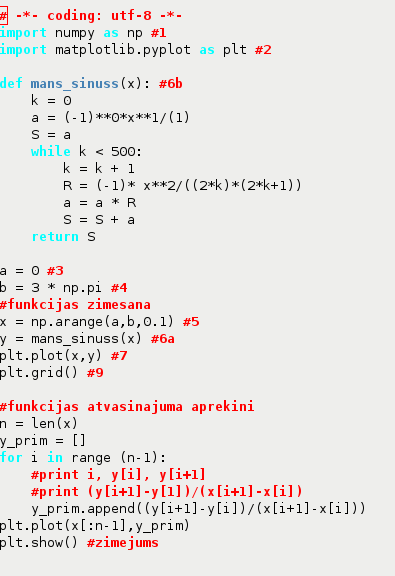 # -*- coding: utf-8 -*-
import numpy as np #1
import matplotlib.pyplot as plt #2
def mans_sinuss(x): #6b
k = 0
a = (-1)**0*x**1/(1)
S = a
while k < 500:
k = k + 1
R = (-1)* x**2/((2*k)*(2*k+1))
a = a * R
S = S + a
return S
a = 0 #3
b = 3 * np.pi #4
#funkcijas zimesana
x = np.arange(a,b,0.1) #5
y = mans_sinuss(x) #6a
plt.plot(x,y) #7
plt.grid() #9
#funkcijas atvasinajuma aprekini
n = len(x)
y_prim = []
for i in range (n-1):
#print i, y[i], y[i+1]
#print (y[i+1]-y[1])/(x[i+1]-x[i])
y_prim.append((y[i+1]-y[i])/(x[i+1]-x[i]))
plt.plot(x[:n-1],y_prim)
plt.show() #zimejums